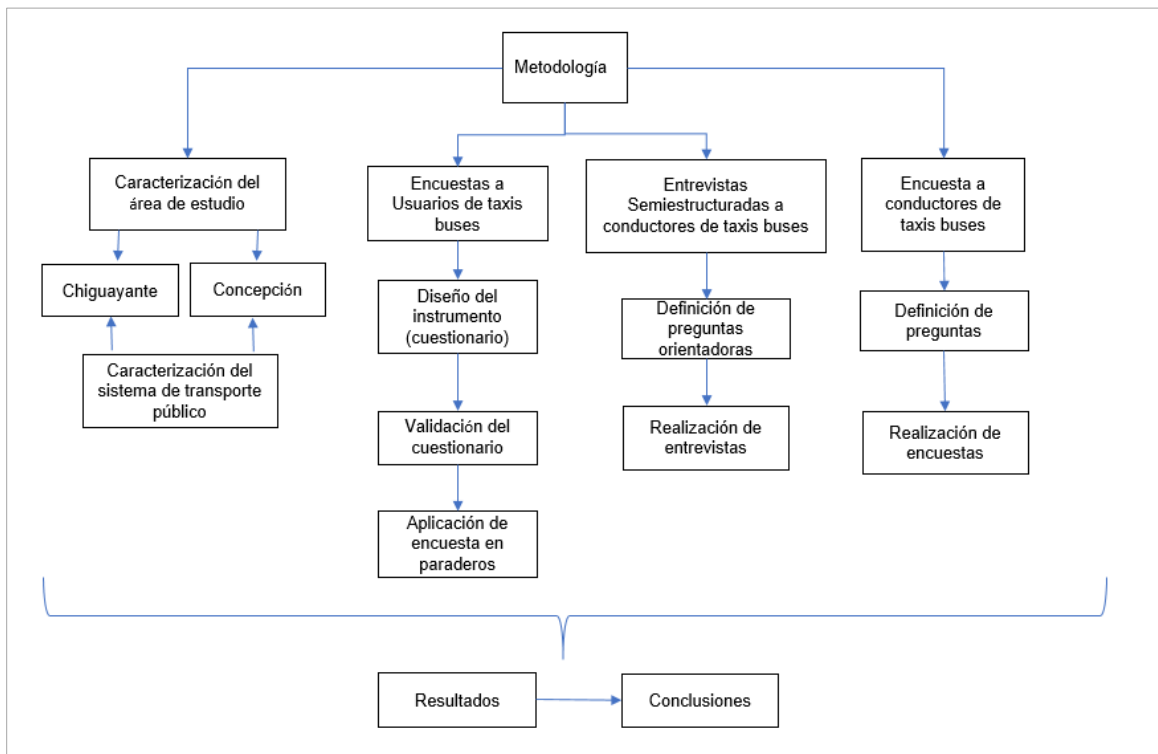 Metodología
Caracterización del
área de estudio
Chiguayante
Concepción
Caracterización del
sistema de transporte
público
Encuestas a
Usuarios de taxis
buses
Diseño del
instrumento
(cuestionario)
Validación del
cuestionario
Aplicación de
encuesta en
paraderos
Entrevistas
Semiestructuradas a
conductores de taxis buses
Definición de
preguntas
orientadoras
Realización de
entrevistas
Encuesta a
conductores de
taxis buses
Definición de
preguntas
Realización de
encuestas
Resultados
Conclusiones